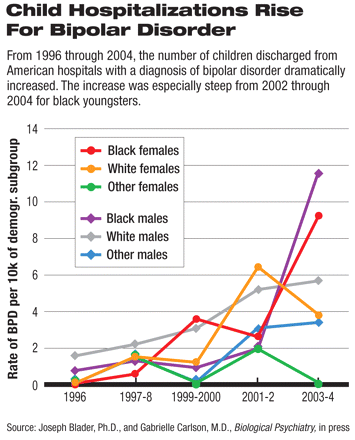 Child Hospitalizations Rise
For Bipolar Disorder
From 1996 through 2004, the number of children discharged from
American hospitals with a diagnosis of bipolar disorder dramatically
increased. The increase was especially steep from 2002 through
2004 for black youngsters.
Rate of BPD per 10k of demogr. subgroup
14
12
10
8
6
4
2
0
Black females
White females
Other females
Black males
White males
Other males
1996 1997-8 1999-2000 2001-2 2003-4
Source: Joseph Blader, Ph.D., and Gabrielle Carlson, M.D., Biological Psychiatry, in press